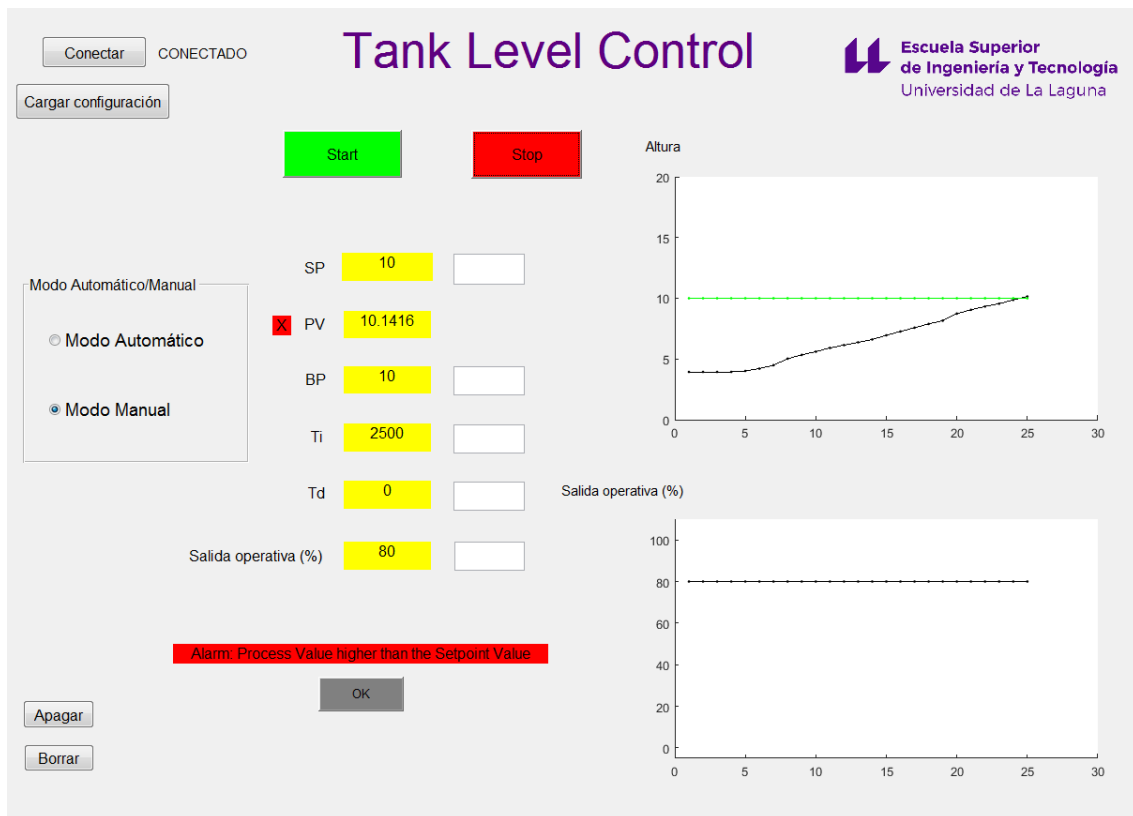 Conectar CONECTADO
Tank Level Control
Escuela Superior
de Ingeniería y Tecnología
Universidad de La Laguna
Cargar configuración
Start
Stop
Altura
20
15
10
5
0
0 5 10 15 20 25 30
Modo Automático/Manual
Modo Automático
Modo Manual
SP 10
X PV 10.1416
BP 10
Ti 2500
Td 0
Salida operativa (%) 80
Salida operativa (%)
100
80
60
40
20
0
0 5 10 15 20 25 30
Alarm: Process Value higher than the Setpoint Value
OK
Apagar
Borrar